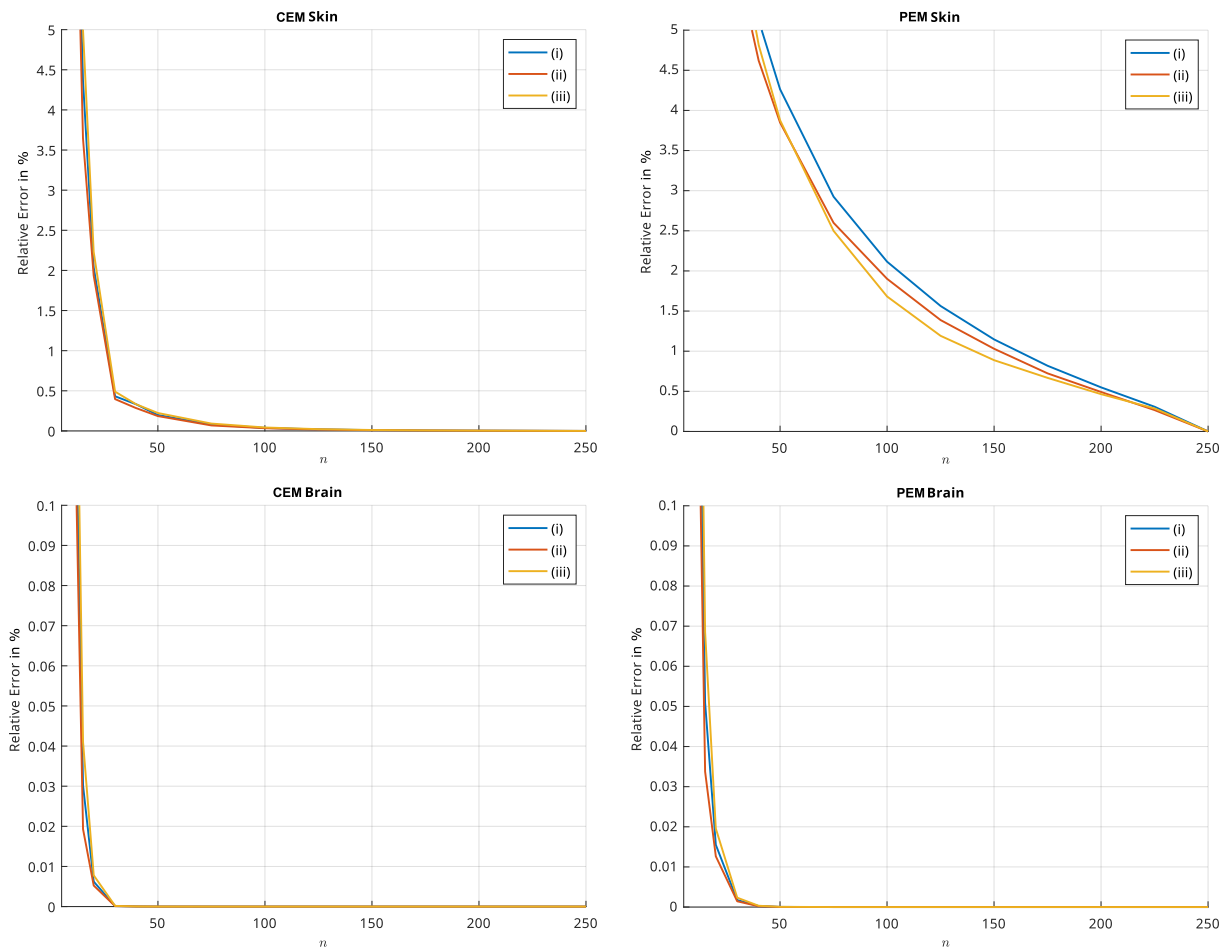 CEM Skin
Relative Error in %
5
4.5
4
3.5
3
2.5
2
1.5
1
0.5
0
50 100 150 200 250
n
(i)
(ii)
(iii)
PEM Skin
Relative Error in %
5
4.5
4
3.5
3
2.5
2
1.5
1
0.5
0
50 100 150 200 250
n
(i)
(ii)
(iii)
CEM Brain
Relative Error in %
0.1
0.09
0.08
0.07
0.06
0.05
0.04
0.03
0.02
0.01
0
50 100 150 200 250
n
(i)
(ii)
(iii)
PEM Brain
Relative Error in %
0.1
0.09
0.08
0.07
0.06
0.05
0.04
0.03
0.02
0.01
0
50 100 150 200 250
n
(i)
(ii)
(iii)